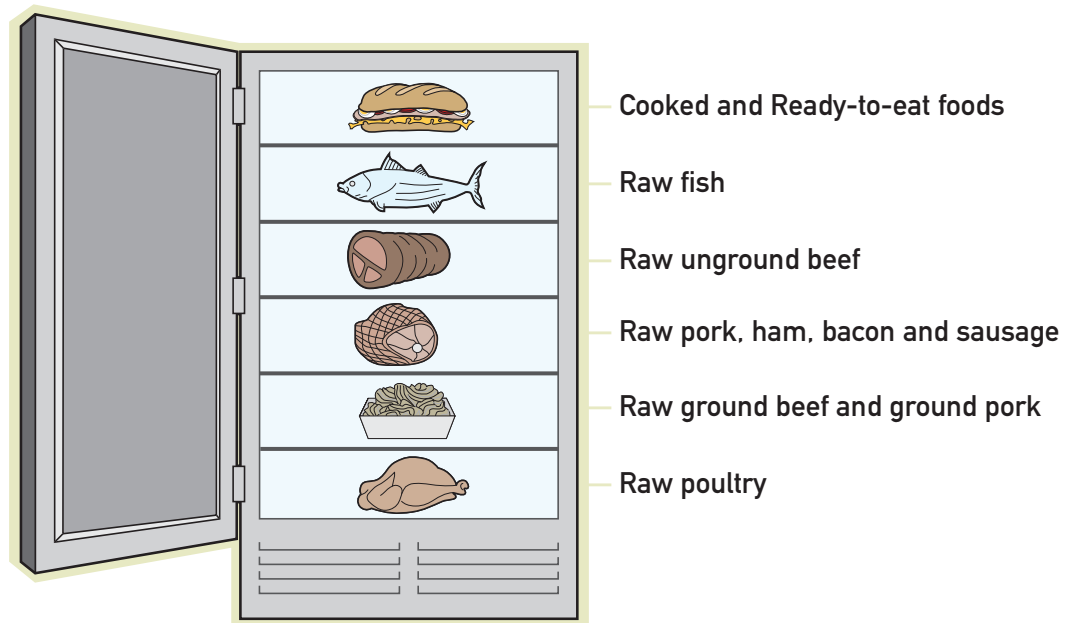 Cooked and Ready-to-eat foods
Raw fish
Raw unground beef
Raw pork, ham, bacon and sausage
Raw ground beef and ground pork
Raw poultry